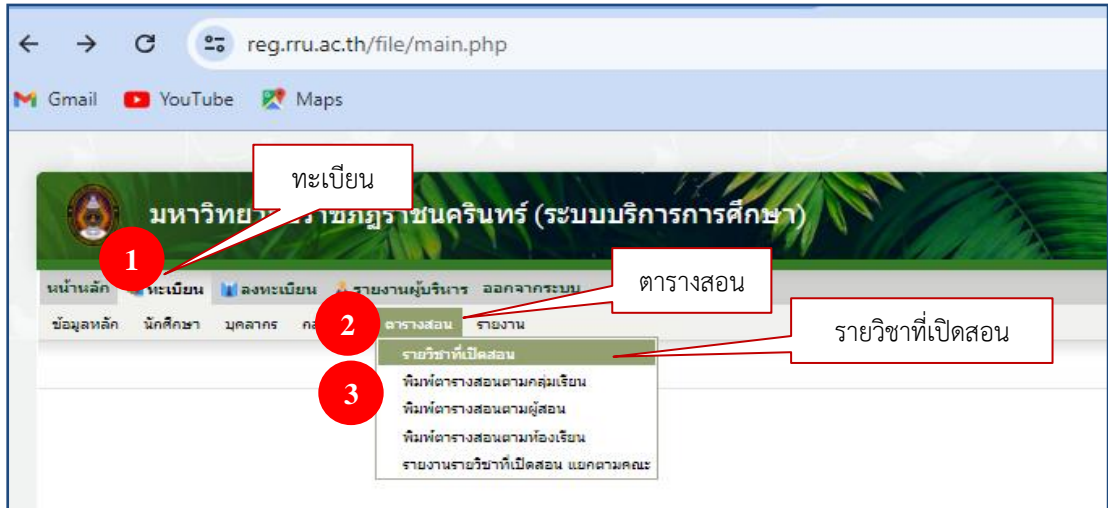 reg.rru.ac.th/file/main.php
Gmail YouTube Maps
ทะเบียน
มหาวิทยาลัยราชภัฏราชนครินทร์ (ระบบบริการการศึกษา)
1
หน้าหลัก ทะเบียน ลงทะเบียน รายงานผู้บริหาร ออกจากระบบ
ตารางสอน
ข้อมูลหลัก นักศึกษา บุคลากร 2 ตารางสอน รายงาน
รายวิชาที่เปิดสอน
รายวิชาที่เปิดสอน
3
พิมพ์ตารางสอนตามกลุ่มเรียน
พิมพ์ตารางสอนตามผู้สอน
พิมพ์ตารางสอนตามห้องเรียน
รายงานรายวิชาที่เปิดสอน แยกตามคณะ